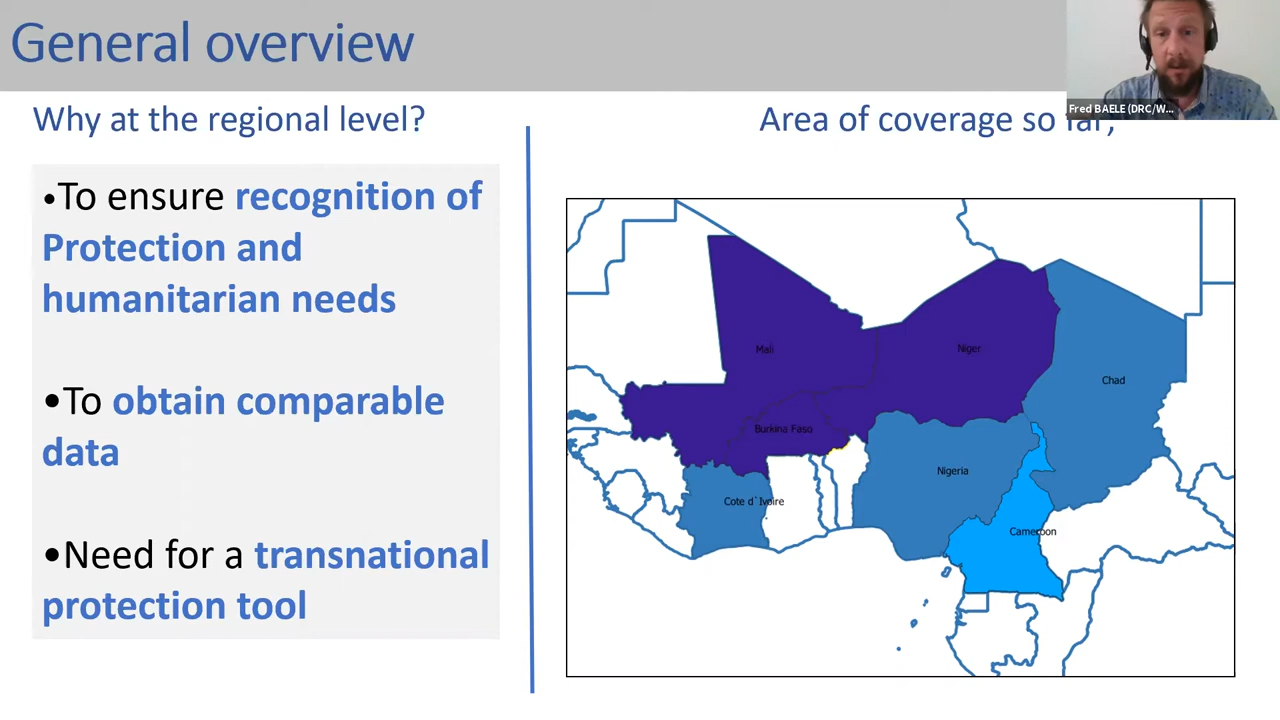 General overview
Fred BAELE (DRC/W...
Why at the regional level?
•To ensure recognition of
Protection and
humanitarian needs
•To obtain comparable
data
•Need for a transnational
protection tool
Area of coverage so far,
Mali
Niger
Chad
Burkina Faso
Nigeria
Cote d`Ivoire
Cameroon